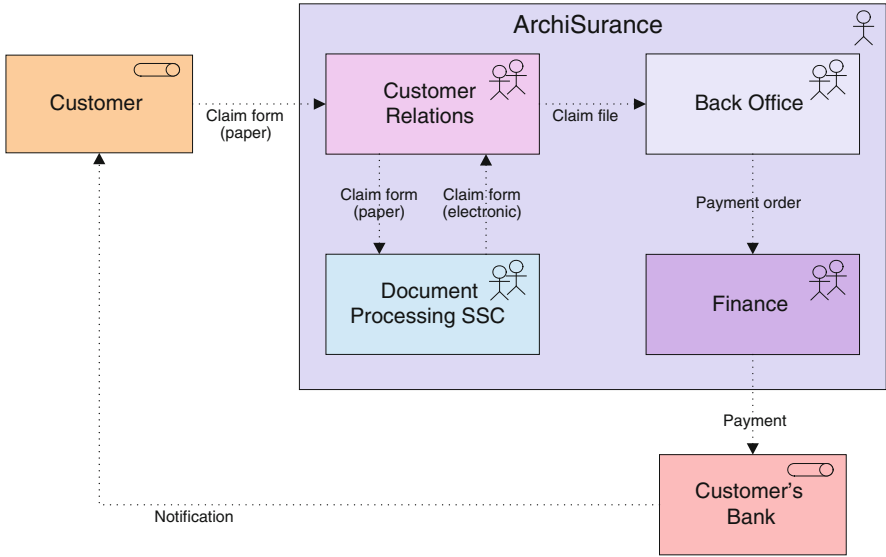 ArchiSurance
Customer
Claim form
(paper)
Customer
Relations
Claim file
Back Office
Claim form
(paper)
Claim form
(electronic)
Payment order
Document
Processing SSC
Finance
Payment
Customer's
Bank
Notification